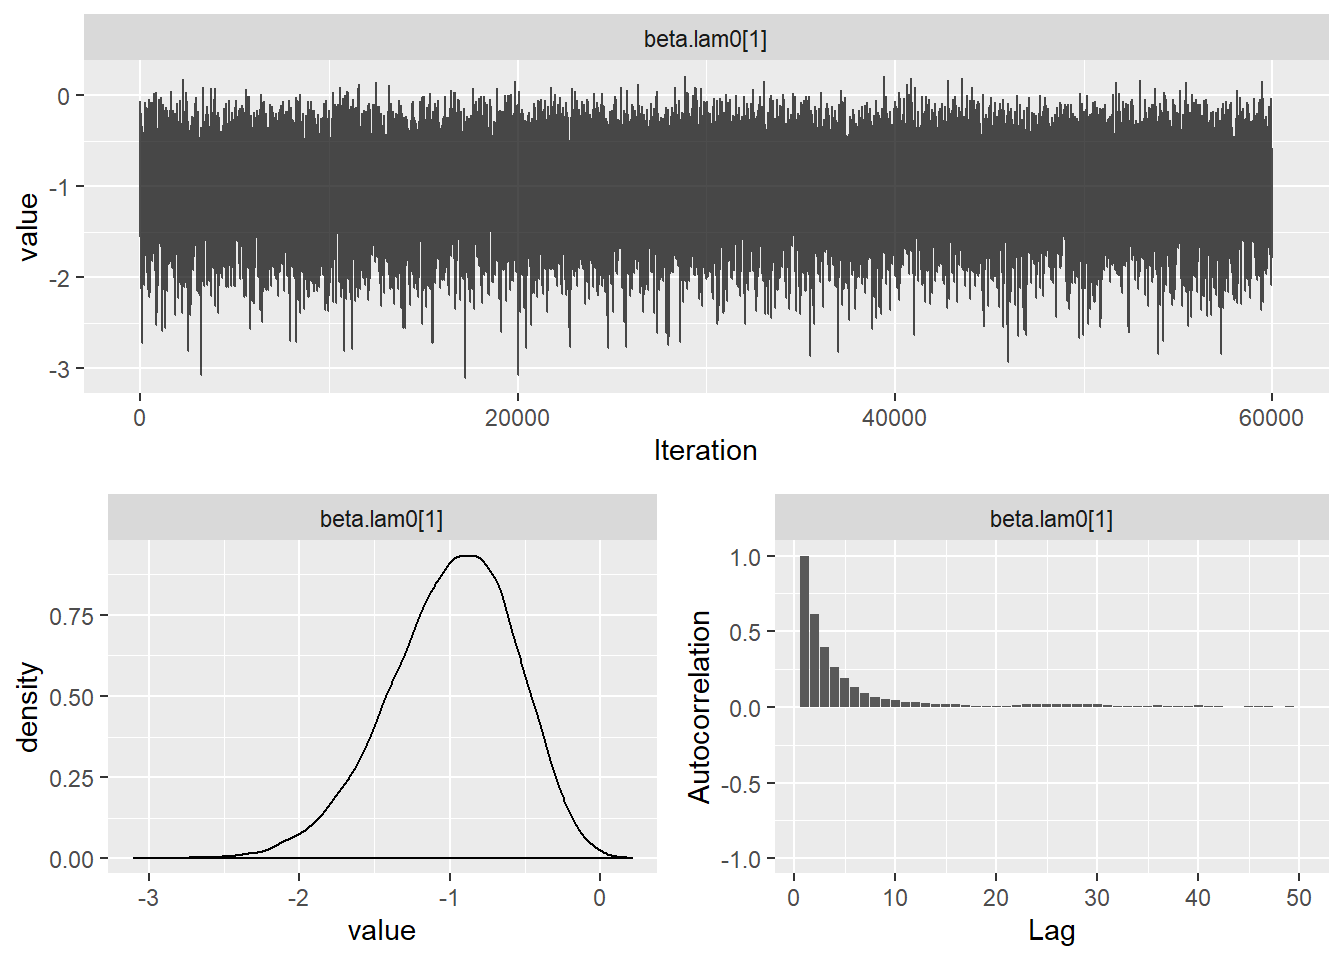 beta.lam0[1]
value
0
-1
-2
-3
0 20000 40000 60000
Iteration
beta.lam0[1]
density
0.75
0.50
0.25
0.00
-3 -2 -1 0
value
beta.lam0[1]
Autocorrelation
1.0
0.5
0.0
-0.5
-1.0
0 10 20 30 40 50
Lag